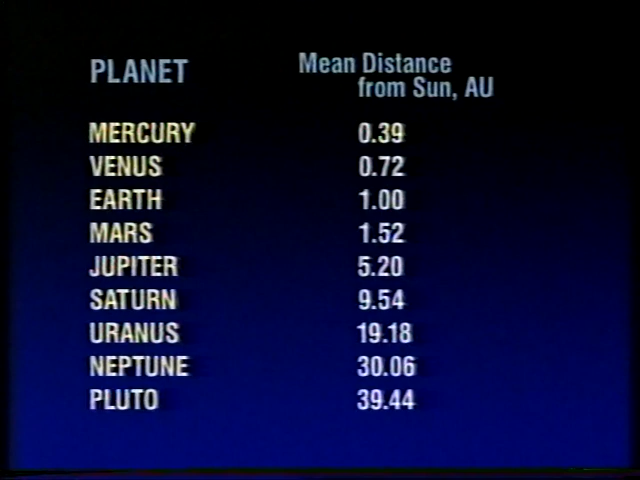 PLANET Mean Distance
from Sun, AU
MERCURY 0.39
VENUS 0.72
EARTH 1.00
MARS 1.52
JUPITER 5.20
SATURN 9.54
URANUS 19.18
NEPTUNE 30.06
PLUTO 39.44